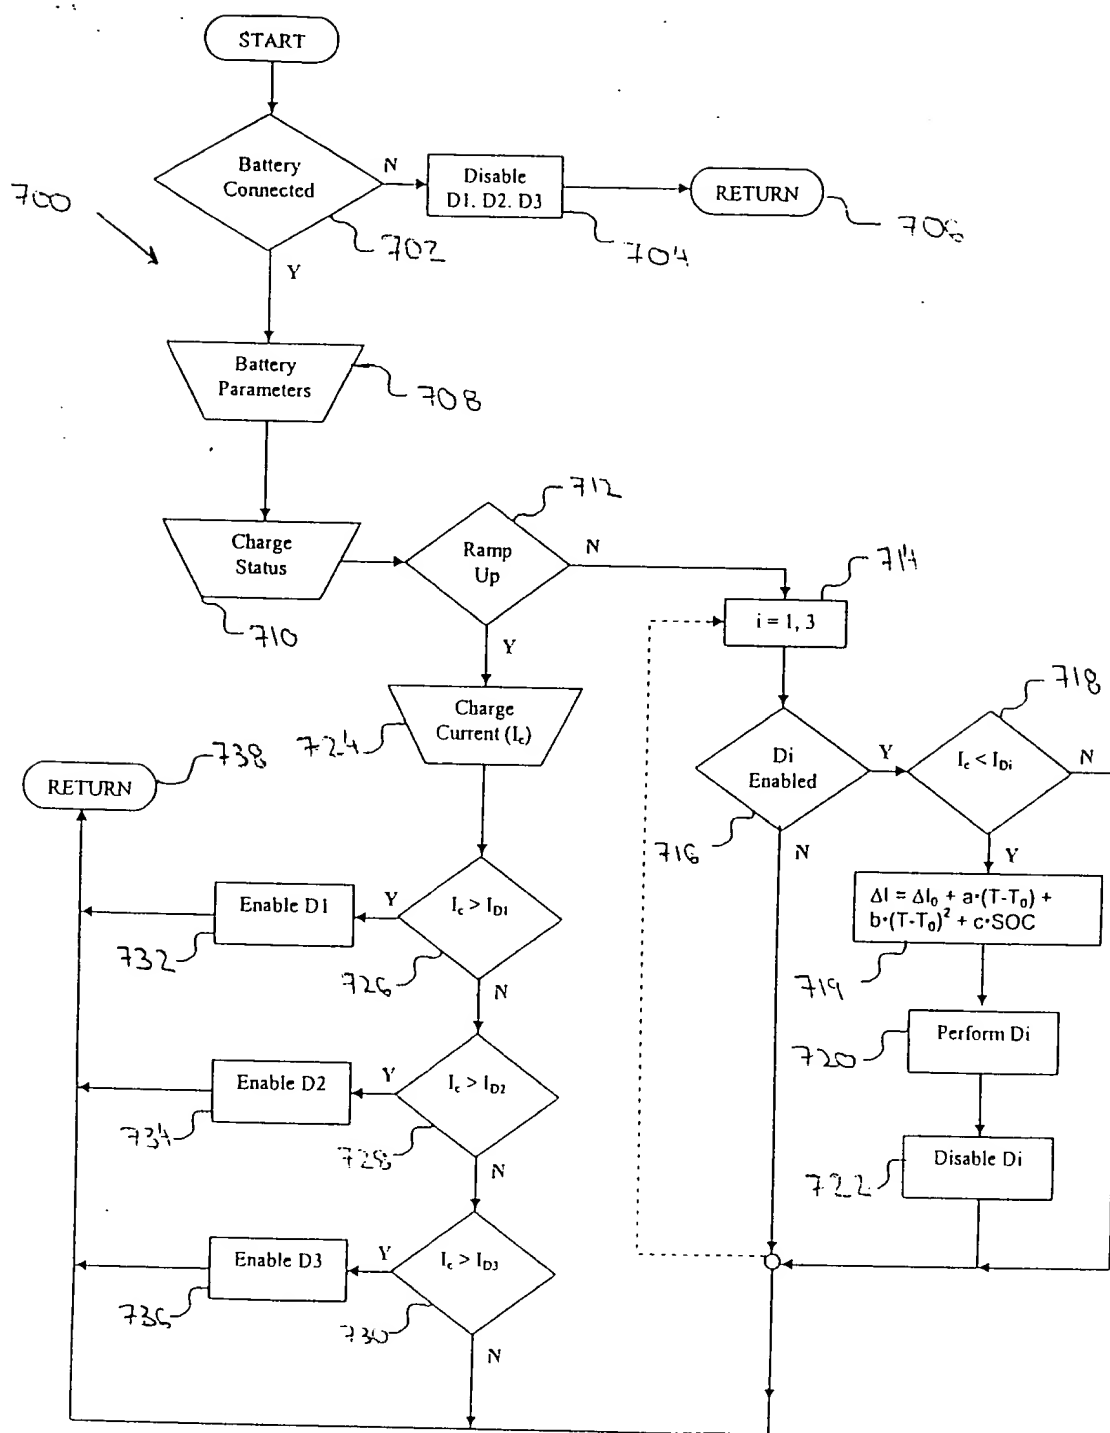 START
Battery
Connected
N
Disable
D1. D2. D3
RETURN
700
702
704
706
Y
Battery
Parameters
708
712
Charge
Status
Ramp
Up
N
714
i = 1, 3
710
Y
718
Charge
Current (Ic)
724
738
RETURN
Di
Enabled
Y
Ic < IDi
N
716
N
Y
Enable D1
Y
Ic > ID1
ΔI = ΔI0 + a·(T-T0) +
b·(T-T0)² + c·SOC
732
726
N
719
Perform Di
720
Enable D2
Y
Ic > ID2
734
728
N
Disable Di
722
Enable D3
Y
Ic > ID3
736
730
N